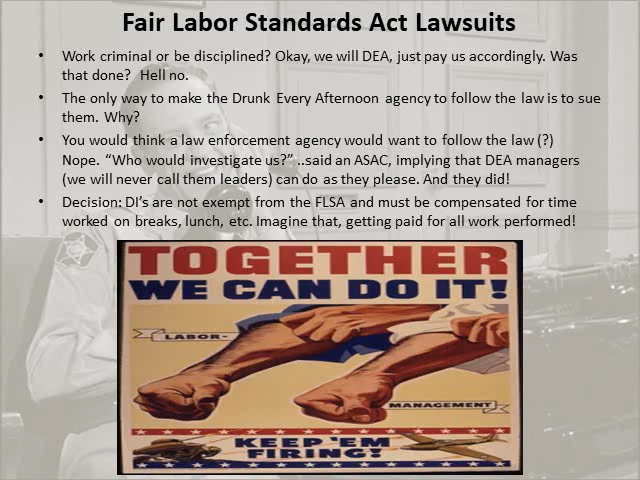 Fair Labor Standards Act Lawsuits
• Work criminal or be disciplined? Okay, we will DEA, just pay us accordingly. Was
that done?  Hell no.
• The only way to make the Drunk Every Afternoon agency to follow the law is to sue
them. Why?
• You would think a law enforcement agency would want to follow the law (?)
Nope. “Who would investigate us?” ..said an ASAC, implying that DEA managers
(we will never call them leaders) can do as they please. And they did!
• Decision: DI’s are not exempt from the FLSA and must be compensated for time
worked on breaks, lunch, etc. Imagine that, getting paid for all work performed!
TOGETHER
WE CAN DO IT!
LABOR-
MANAGEMENT
KEEP 'EM
FIRING!